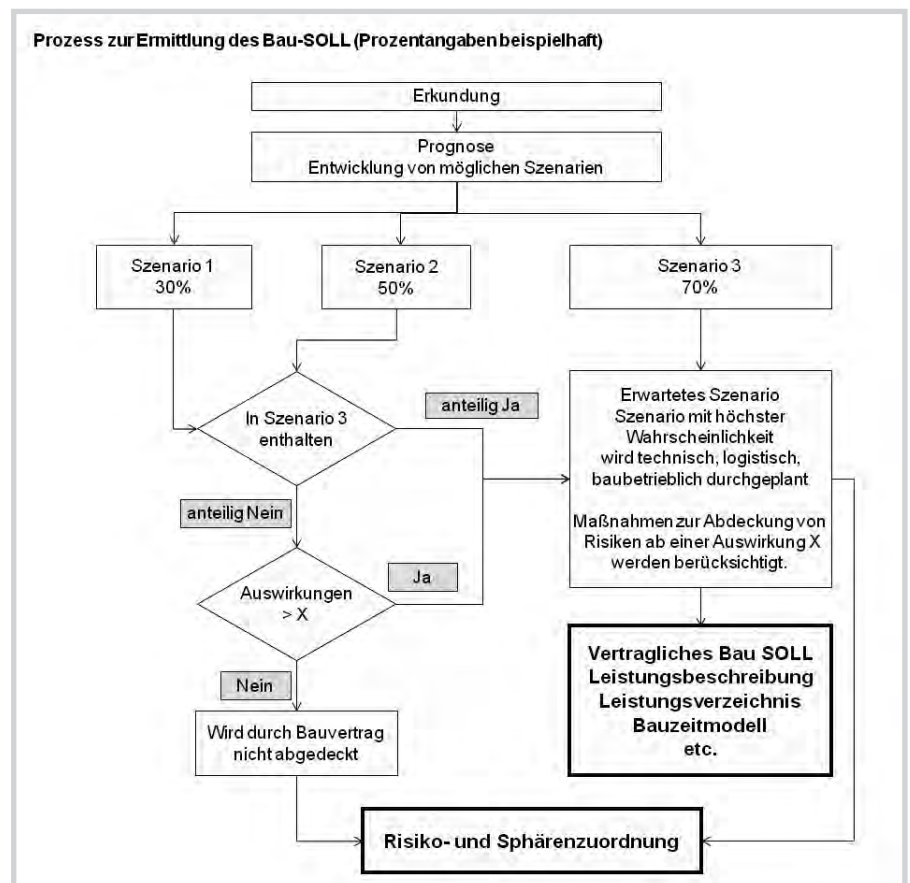 Prozess zur Ermittlung des Bau-SOLL (Prozentangaben beispielhaft)
Erkundung
Prognose
Entwicklung von möglichen Szenarien
Szenario 1
30%
Szenario 2
50%
Szenario 3
70%
In Szenario 3
enthalten
anteilig Ja
Erwartetes Szenario
Szenario mit höchster
Wahrscheinlichkeit
wird technisch, logistisch,
baubetrieblich durchgeplant
Maßnahmen zur Abdeckung von
Risiken ab einer Auswirkung X
werden berücksichtigt.
anteilig Nein
Auswirkungen
> X
Ja
Nein
Wird durch Bauvertrag
nicht abgedeckt
Vertragliches Bau SOLL
Leistungsbeschreibung
Leistungsverzeichnis
Bauzeitmodell
etc.
Risiko- und Sphärenzuordnung